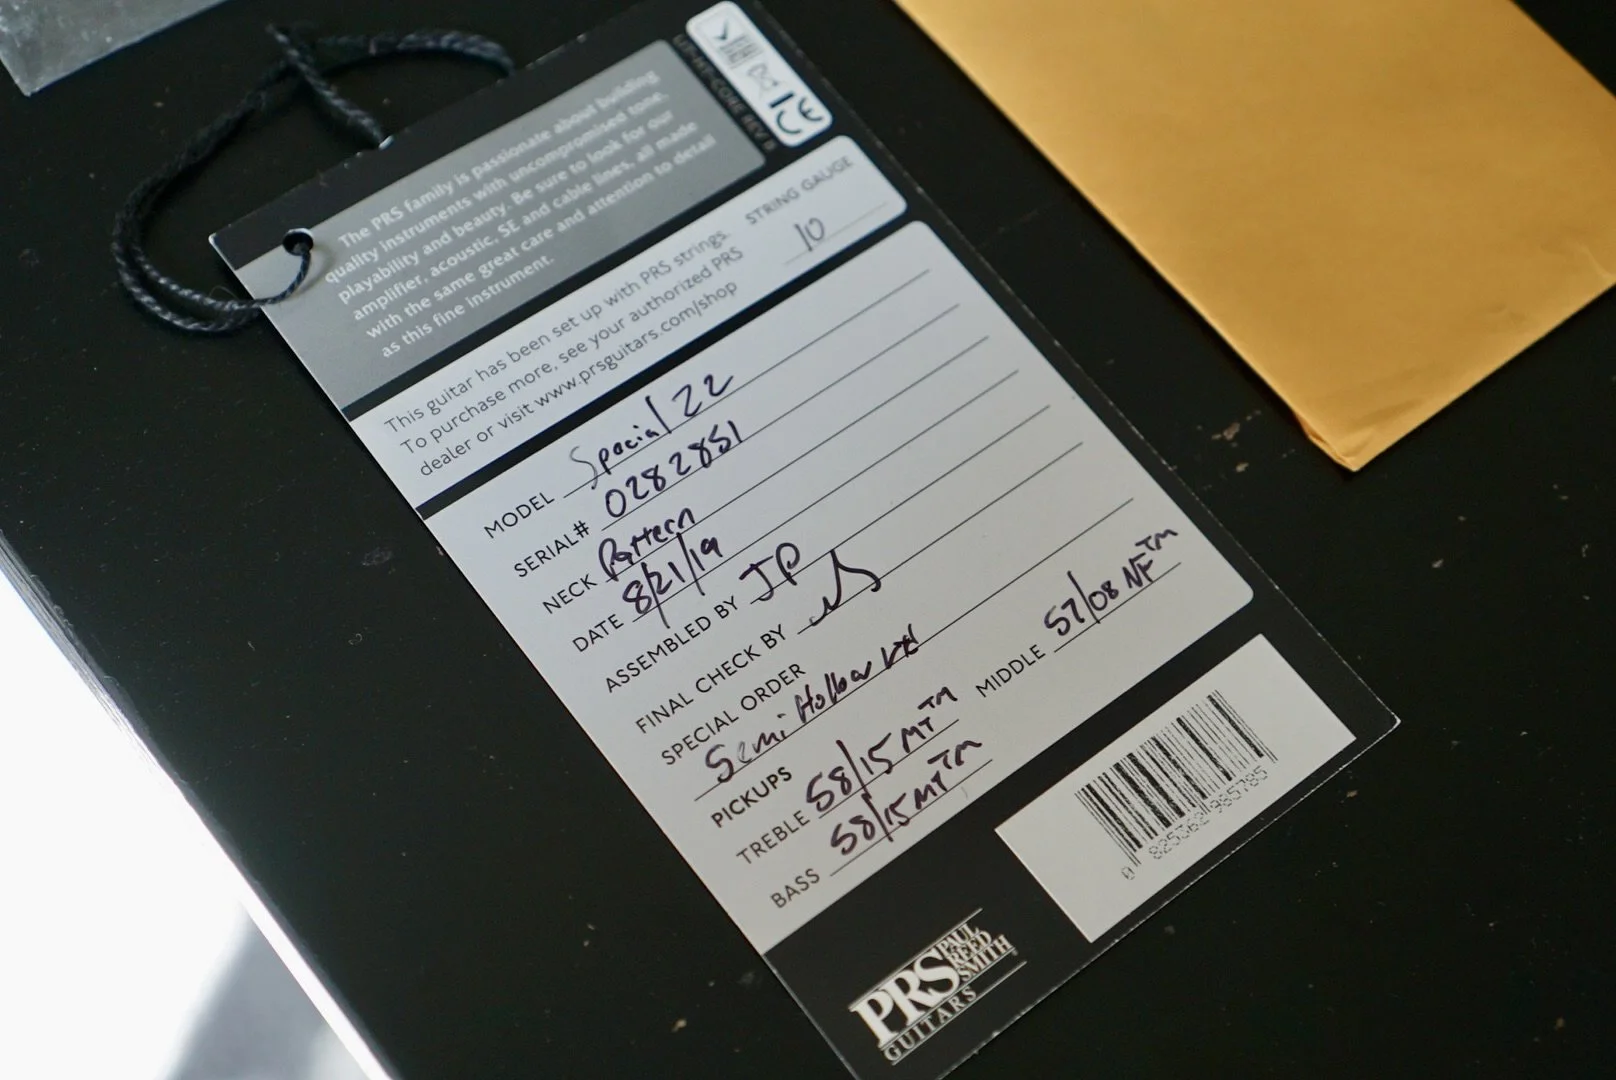 The PRS family is passionate about building
quality instruments with uncompromised tone,
playability and beauty. Be sure to look for our
amplifier, acoustic, SE and cable lines, all made
with the same great care and attention to detail
as this fine instrument.
CE
This guitar has been set up with PRS strings.
To purchase more, see your authorized PRS
dealer or visit www.prsguitars.com/shop
STRING GAUGE
10
MODEL Special 22
SERIAL# 0282851
NECK Pattern
DATE 8/21/19
ASSEMBLED BY JP
FINAL CHECK BY
SPECIAL ORDER
Semi Hollow
PICKUPS
TREBLE 58/15 MT™ MIDDLE 57/08 NF™
BASS 58/15 MT™
0 825362 985785
PRS PAUL REED SMITH
GUITARS